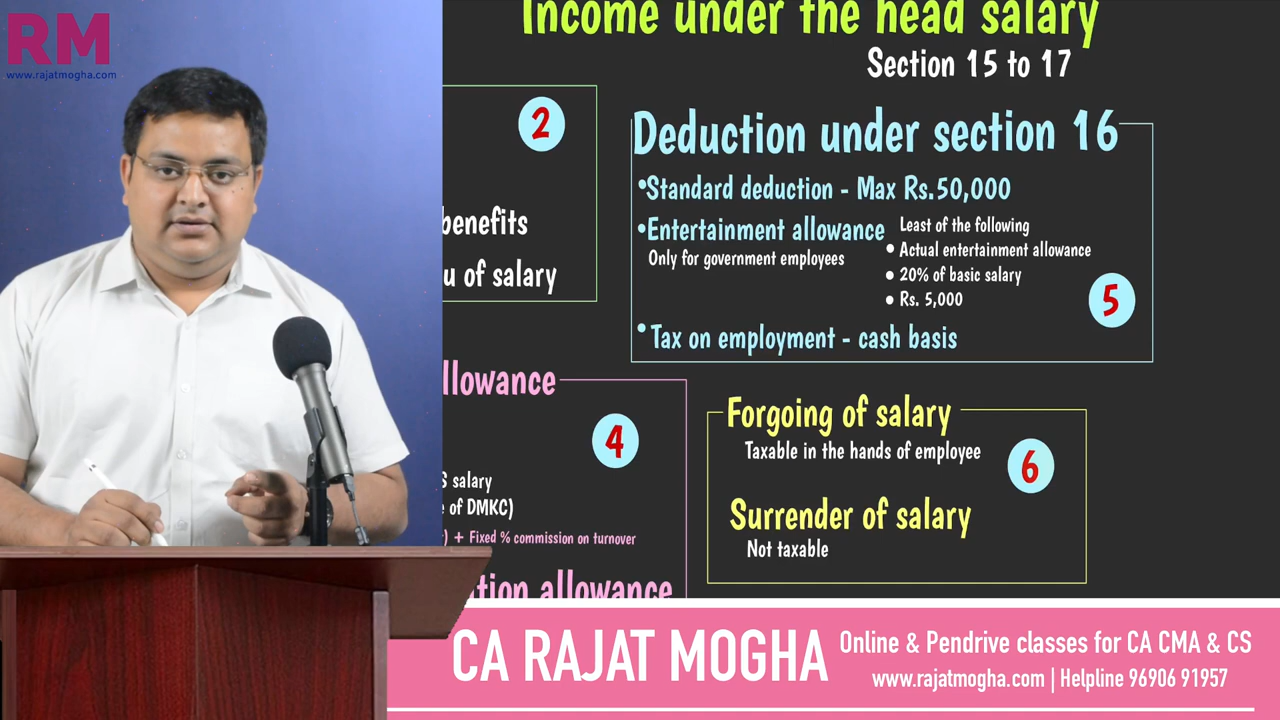 RM
www.rajatmogha.com
Income under the head salary
Section 15 to 17
2
benefits
u of salary
Deduction under section 16
•Standard deduction - Max Rs.50,000
•Entertainment allowance
Only for government employees
Least of the following
• Actual entertainment allowance
• 20% of basic salary
• Rs. 5,000
5
• Tax on employment - cash basis
llowance
4
S salary
e of DMKC)
) + Fixed % commission on turnover
tion allowance
Forgoing of salary
Taxable in the hands of employee
6
Surrender of salary
Not taxable
CA RAJAT MOGHA
Online & Pendrive classes for CA CMA & CS
www.rajatmogha.com | Helpline 96906 91957